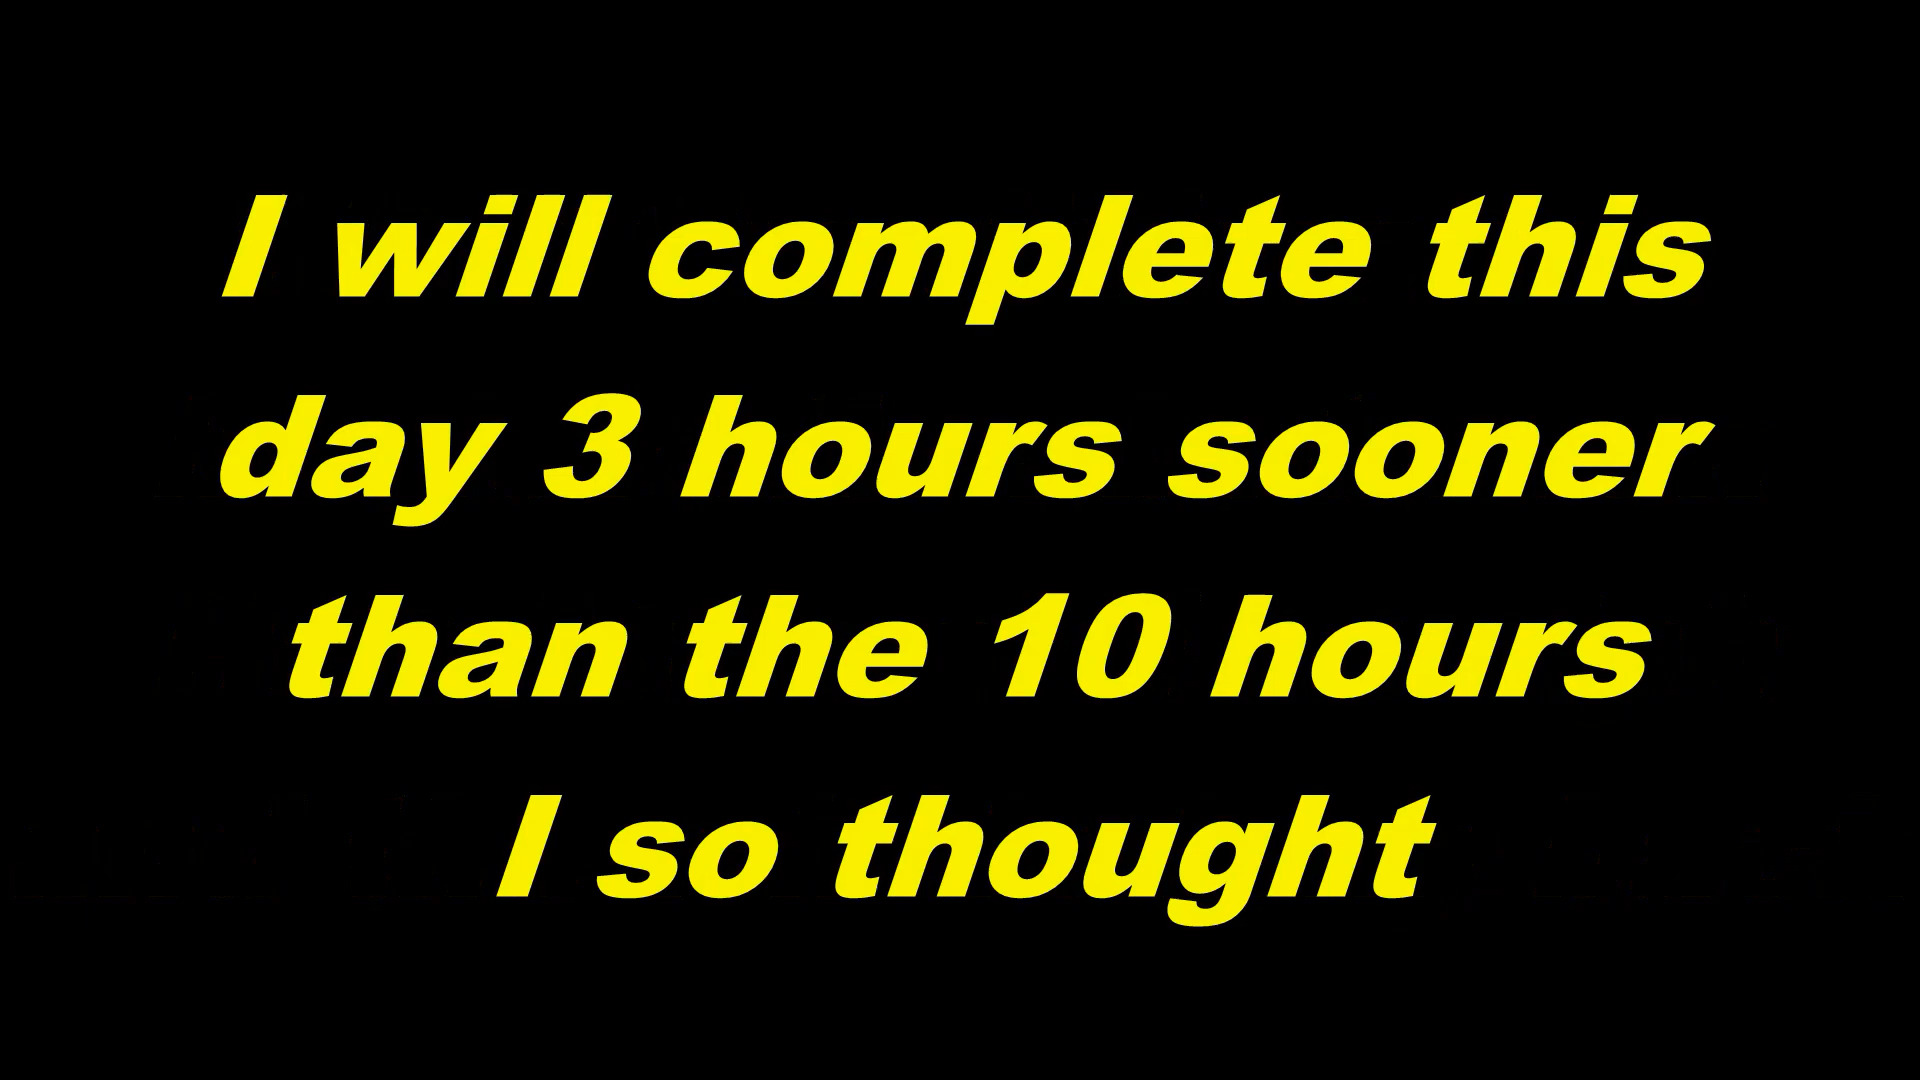 I will complete this
day 3 hours sooner
than the 10 hours
I so thought